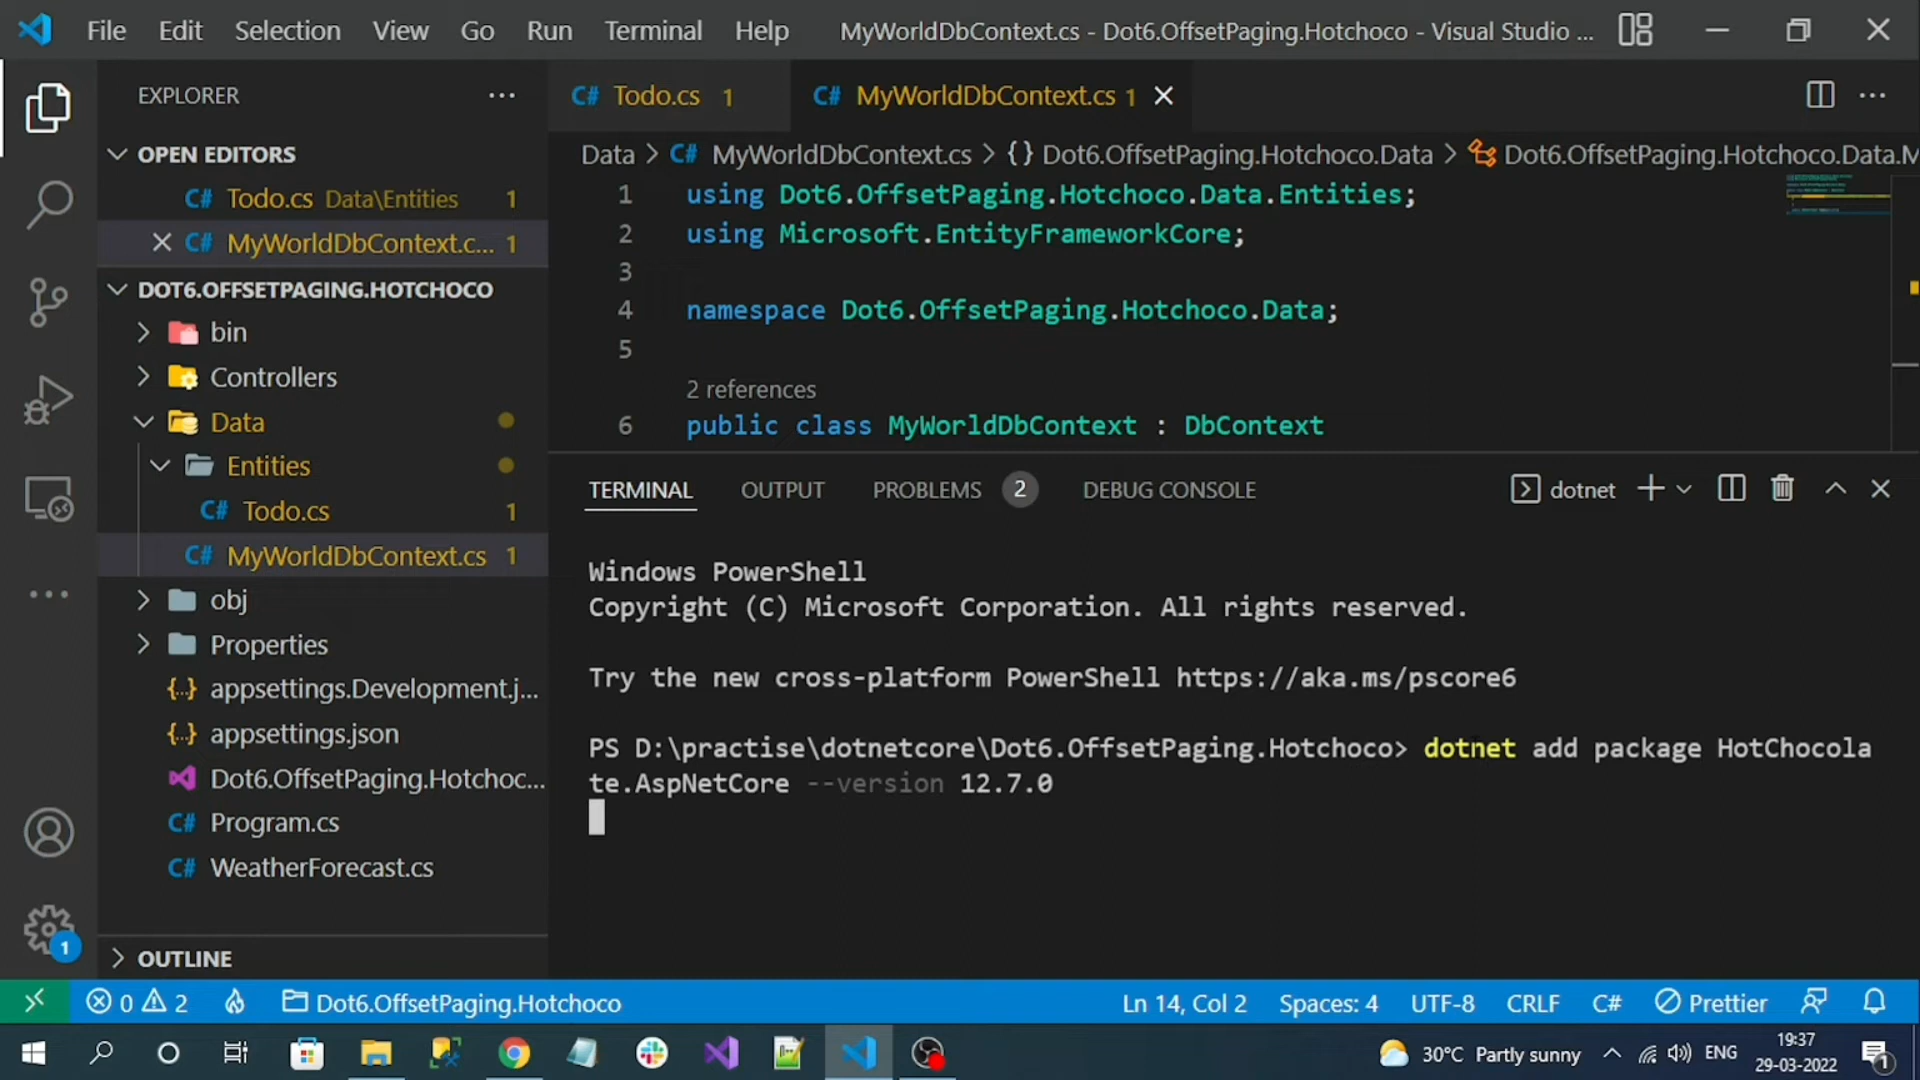 File Edit Selection View Go Run Terminal Help MyWorldDbContext.cs - Dot6.OffsetPaging.Hotchoco - Visual Studio ...
EXPLORER
OPEN EDITORS
C# Todo.cs Data\Entities 1
C# MyWorldDbContext.c... 1
DOT6.OFFSETPAGING.HOTCHOCO
bin
Controllers
Data
Entities
C# Todo.cs 1
C# MyWorldDbContext.cs 1
obj
Properties
{..} appsettings.Development.j...
{..} appsettings.json
Dot6.OffsetPaging.Hotchoc...
C# Program.cs
C# WeatherForecast.cs
OUTLINE
1
C# Todo.cs 1
C# MyWorldDbContext.cs 1
Data > C# MyWorldDbContext.cs > {} Dot6.OffsetPaging.Hotchoco.Data > Dot6.OffsetPaging.Hotchoco.Data.M
1 using Dot6.OffsetPaging.Hotchoco.Data.Entities;
2 using Microsoft.EntityFrameworkCore;
3
4 namespace Dot6.OffsetPaging.Hotchoco.Data;
5
2 references
6 public class MyWorldDbContext : DbContext
TERMINAL OUTPUT PROBLEMS 2 DEBUG CONSOLE dotnet
Windows PowerShell
Copyright (C) Microsoft Corporation. All rights reserved.
Try the new cross-platform PowerShell https://aka.ms/pscore6
PS D:\practise\dotnetcore\Dot6.OffsetPaging.Hotchoco> dotnet add package HotChocola
te.AspNetCore --version 12.7.0
0 2 Dot6.OffsetPaging.Hotchoco Ln 14, Col 2 Spaces: 4 UTF-8 CRLF C# Prettier
30°C Partly sunny ENG 19:37
29-03-2022 1